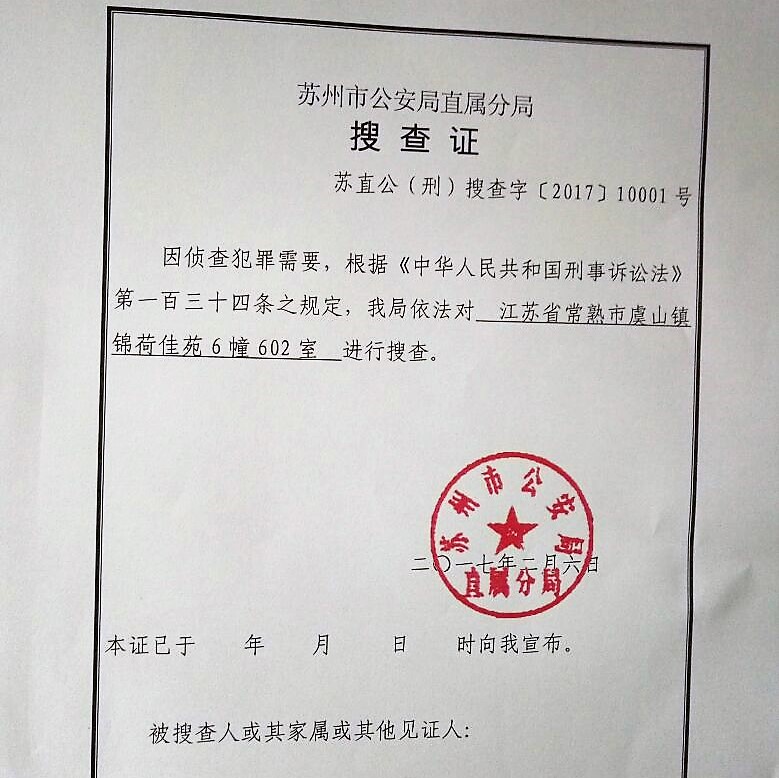 苏州市公安局直属分局
搜查证
苏直公（刑）搜查字〔2017〕10001号
因侦查犯罪需要，根据《中华人民共和国刑事诉讼法》
第一百三十四条之规定，我局依法对 江苏省常熟市虞山镇
锦荷佳苑6幢602室 进行搜查。
苏州市公安局
二〇一七年二月六日
直属分局
本证已于 年 月 日 时向我宣布。
被搜查人或其家属或其他见证人：